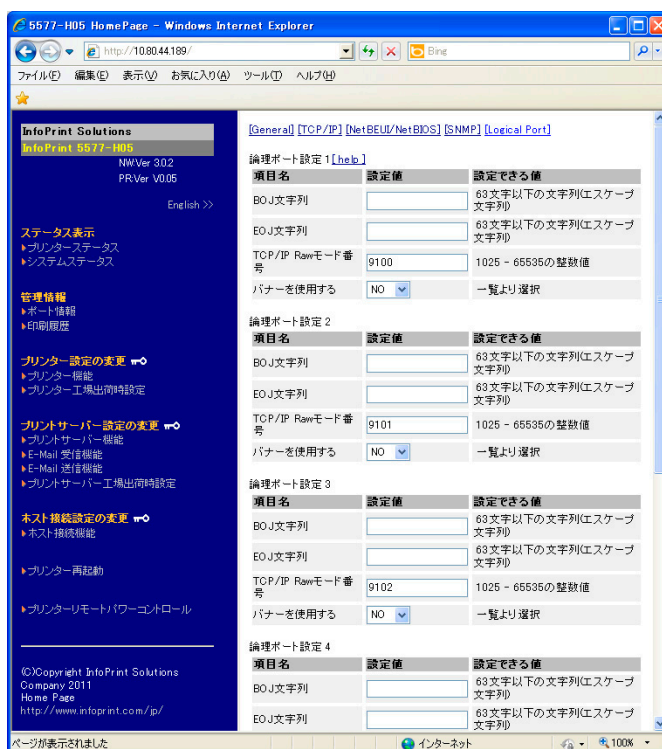 5577-H05 HomePage - Windows Internet Explorer
http://10.80.44.189/
Bing
ファイル(F) 編集(E) 表示(V) お気に入り(A) ツール(T) ヘルプ(H)
InfoPrint Solutions
InfoPrint 5577-H05
NW:Ver 3.0.2
PR:Ver V0.05
English >>
ステータス表示
プリンターステータス
システムステータス
管理情報
ポート情報
印刷履歴
プリンター設定の変更
プリンター機能
プリンター工場出荷時設定
プリントサーバー設定の変更
プリントサーバー機能
E-Mail 受信機能
E-Mail 送信機能
プリントサーバー工場出荷時設定
ホスト接続設定の変更
ホスト接続機能
プリンター再起動
プリンターリモートパワーコントロール
(C)Copyright InfoPrint Solutions
Company 2011
Home Page
http://www.infoprint.com/jp/
[General] [TCP/IP] [NetBEUI/NetBIOS] [SNMP] [Logical Port]
論理ポート設定 1[ help ]
項目名 設定値 設定できる値
BOJ文字列 63文字以下の文字列(エスケープ
文字列)
EOJ文字列 63文字以下の文字列(エスケープ
文字列)
TCP/IP Rawモード番
号 9100 1025 - 65535の整数値
バナーを使用する NO 一覧より選択
論理ポート設定 2
項目名 設定値 設定できる値
BOJ文字列 63文字以下の文字列(エスケープ
文字列)
EOJ文字列 63文字以下の文字列(エスケープ
文字列)
TCP/IP Rawモード番
号 9101 1025 - 65535の整数値
バナーを使用する NO 一覧より選択
論理ポート設定 3
項目名 設定値 設定できる値
BOJ文字列 63文字以下の文字列(エスケープ
文字列)
EOJ文字列 63文字以下の文字列(エスケープ
文字列)
TCP/IP Rawモード番
号 9102 1025 - 65535の整数値
バナーを使用する NO 一覧より選択
論理ポート設定 4
項目名 設定値 設定できる値
BOJ文字列 63文字以下の文字列(エスケープ
文字列)
EOJ文字列 63文字以下の文字列(エスケープ
文字列)
ページが表示されました インターネット 100%